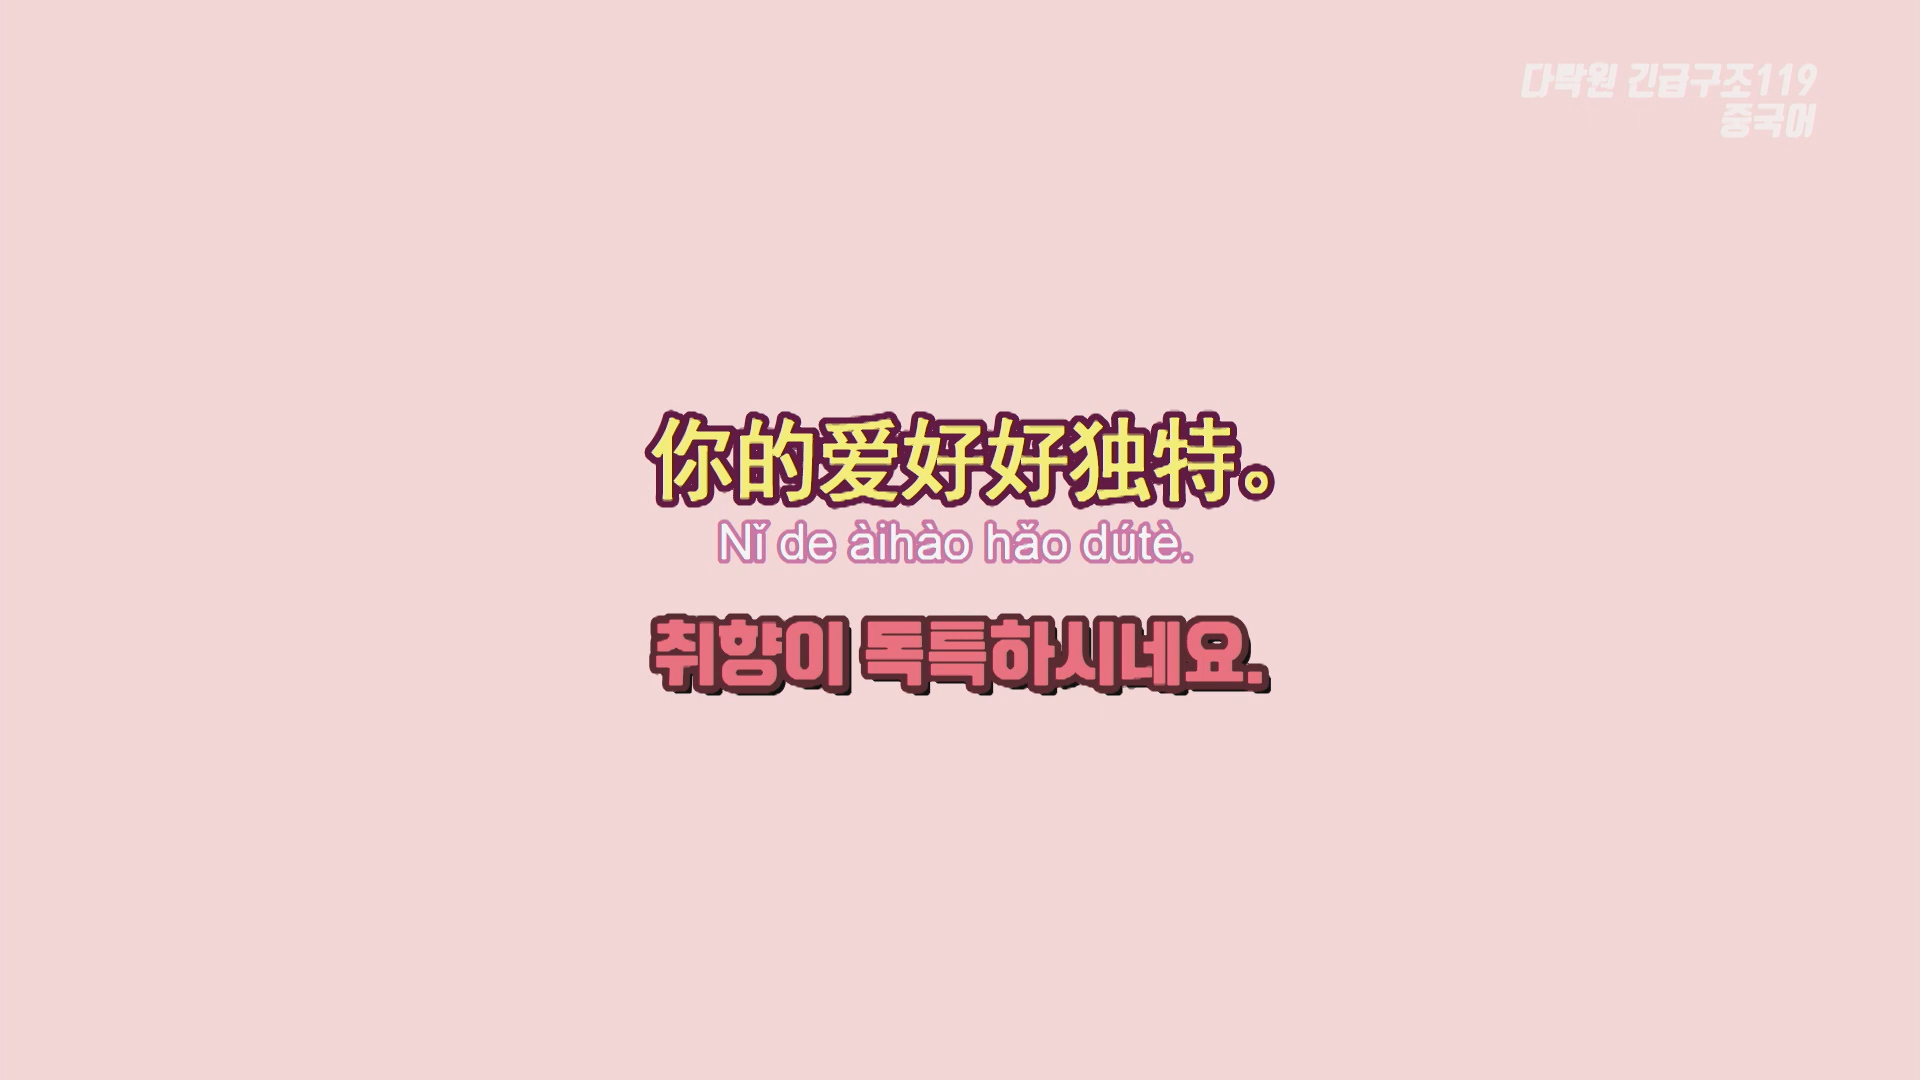 다락원 긴급구조119
중국어
你的爱好好独特。
Nǐ de àihào hǎo dútè.
취향이 독특하시네요.